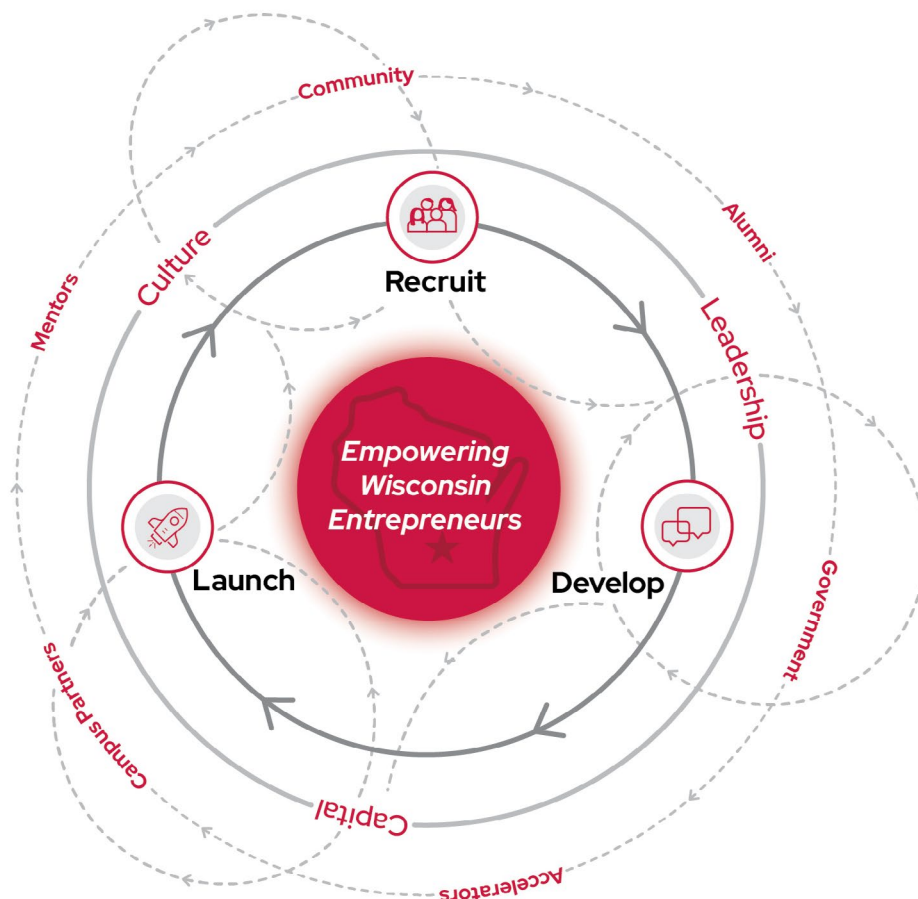 Community
Alumni
Mentors
Culture
Recruit
Leadership
Empowering
Wisconsin
Entrepreneurs
Launch
Develop
Government
Campus Partners
Capital
Accelerators